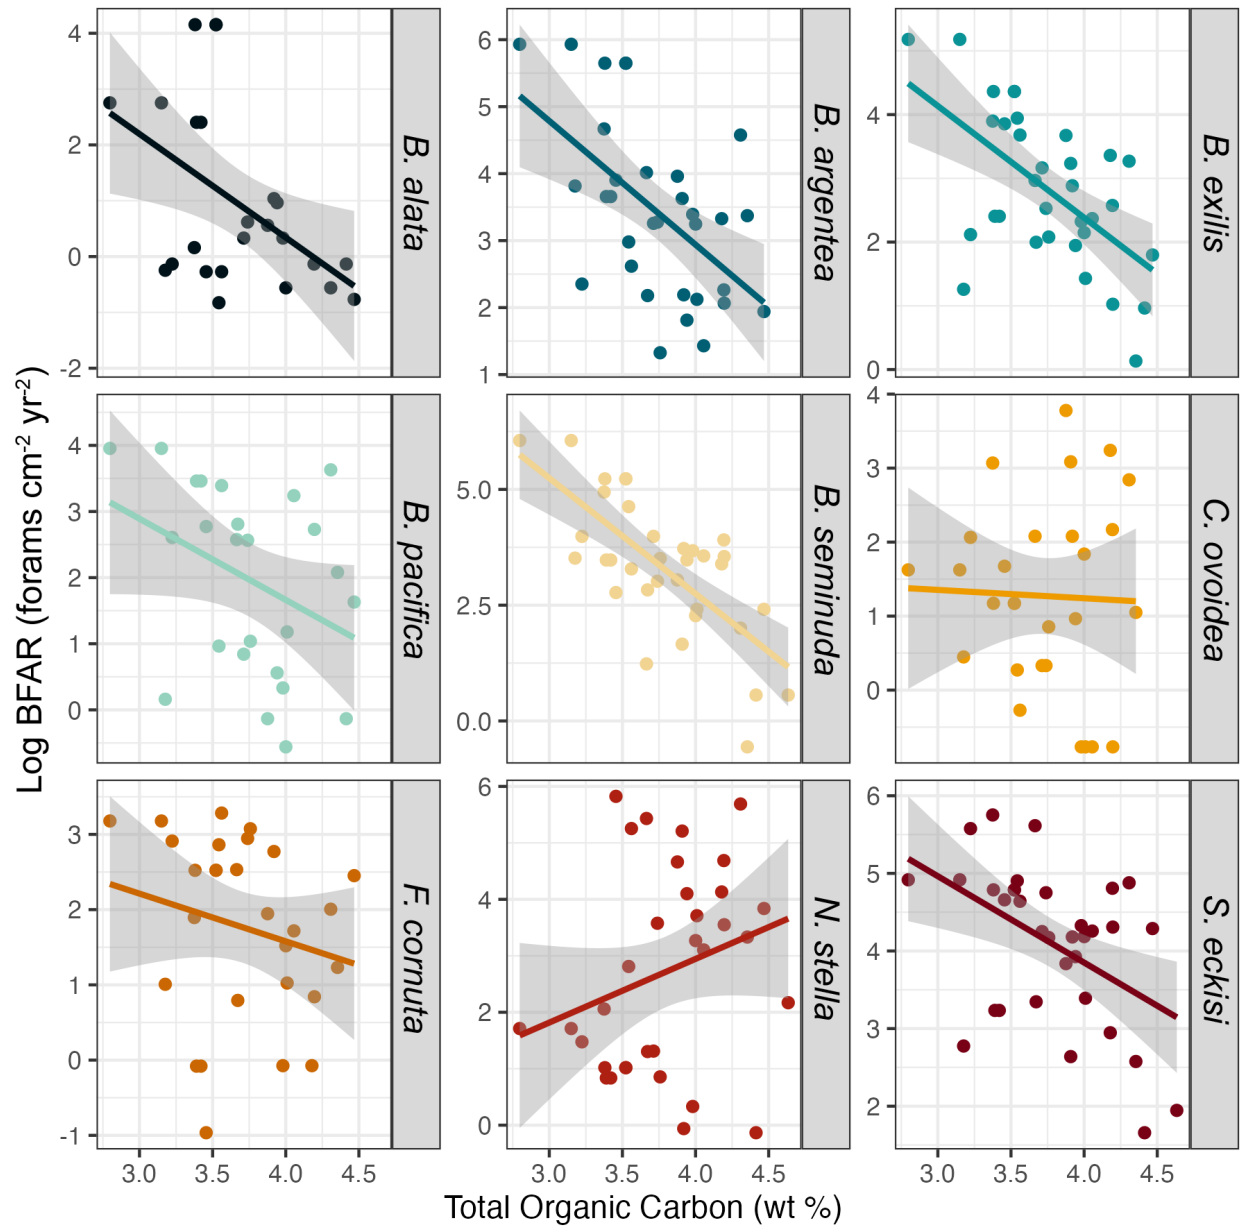 4
2
0
-2
B. alata
6
5
4
3
2
1
B. argentea
4
2
0
B. exilis
4
3
2
1
0
B. pacifica
5.0
2.5
0.0
B. seminuda
4
3
2
1
0
C. ovoidea
3
2
1
0
-1
F. cornuta
6
4
2
0
N. stella
6
5
4
3
2
S. eckisi
3.0 3.5 4.0 4.5
3.0 3.5 4.0 4.5
3.0 3.5 4.0 4.5
Log BFAR (forams cm⁻² yr⁻²)
Total Organic Carbon (wt %)